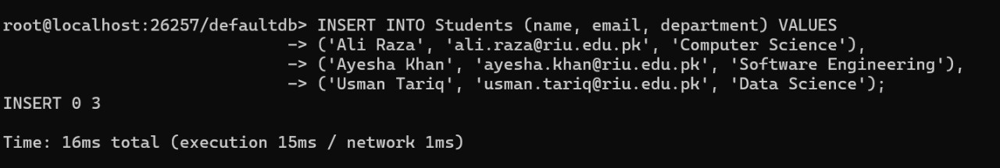 root@localhost:26257/defaultdb> INSERT INTO Students (name, email, department) VALUES
                             -> ('Ali Raza', 'ali.raza@riu.edu.pk', 'Computer Science'),
                             -> ('Ayesha Khan', 'ayesha.khan@riu.edu.pk', 'Software Engineering'),
                             -> ('Usman Tariq', 'usman.tariq@riu.edu.pk', 'Data Science');
INSERT 0 3
Time: 16ms total (execution 15ms / network 1ms)